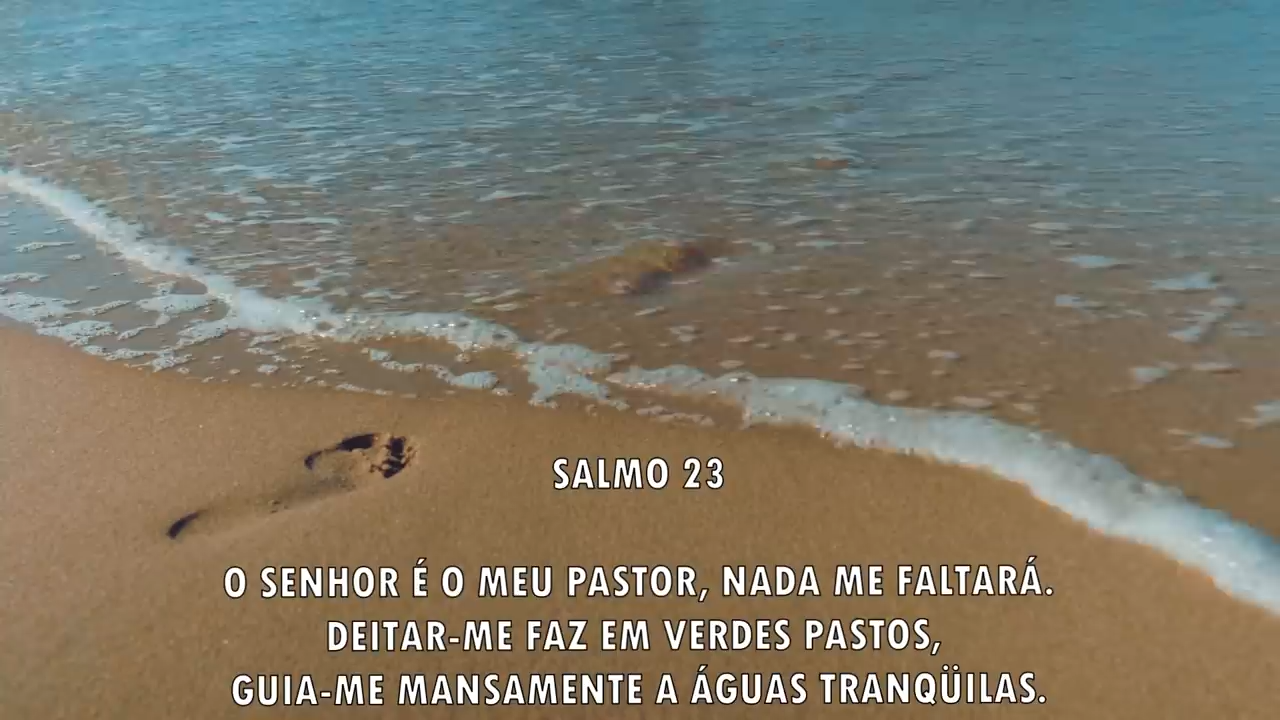 SALMO 23
O SENHOR É O MEU PASTOR, NADA ME FALTARÁ.
DEITAR-ME FAZ EM VERDES PASTOS,
GUIA-ME MANSAMENTE A ÁGUAS TRANQÜILAS.